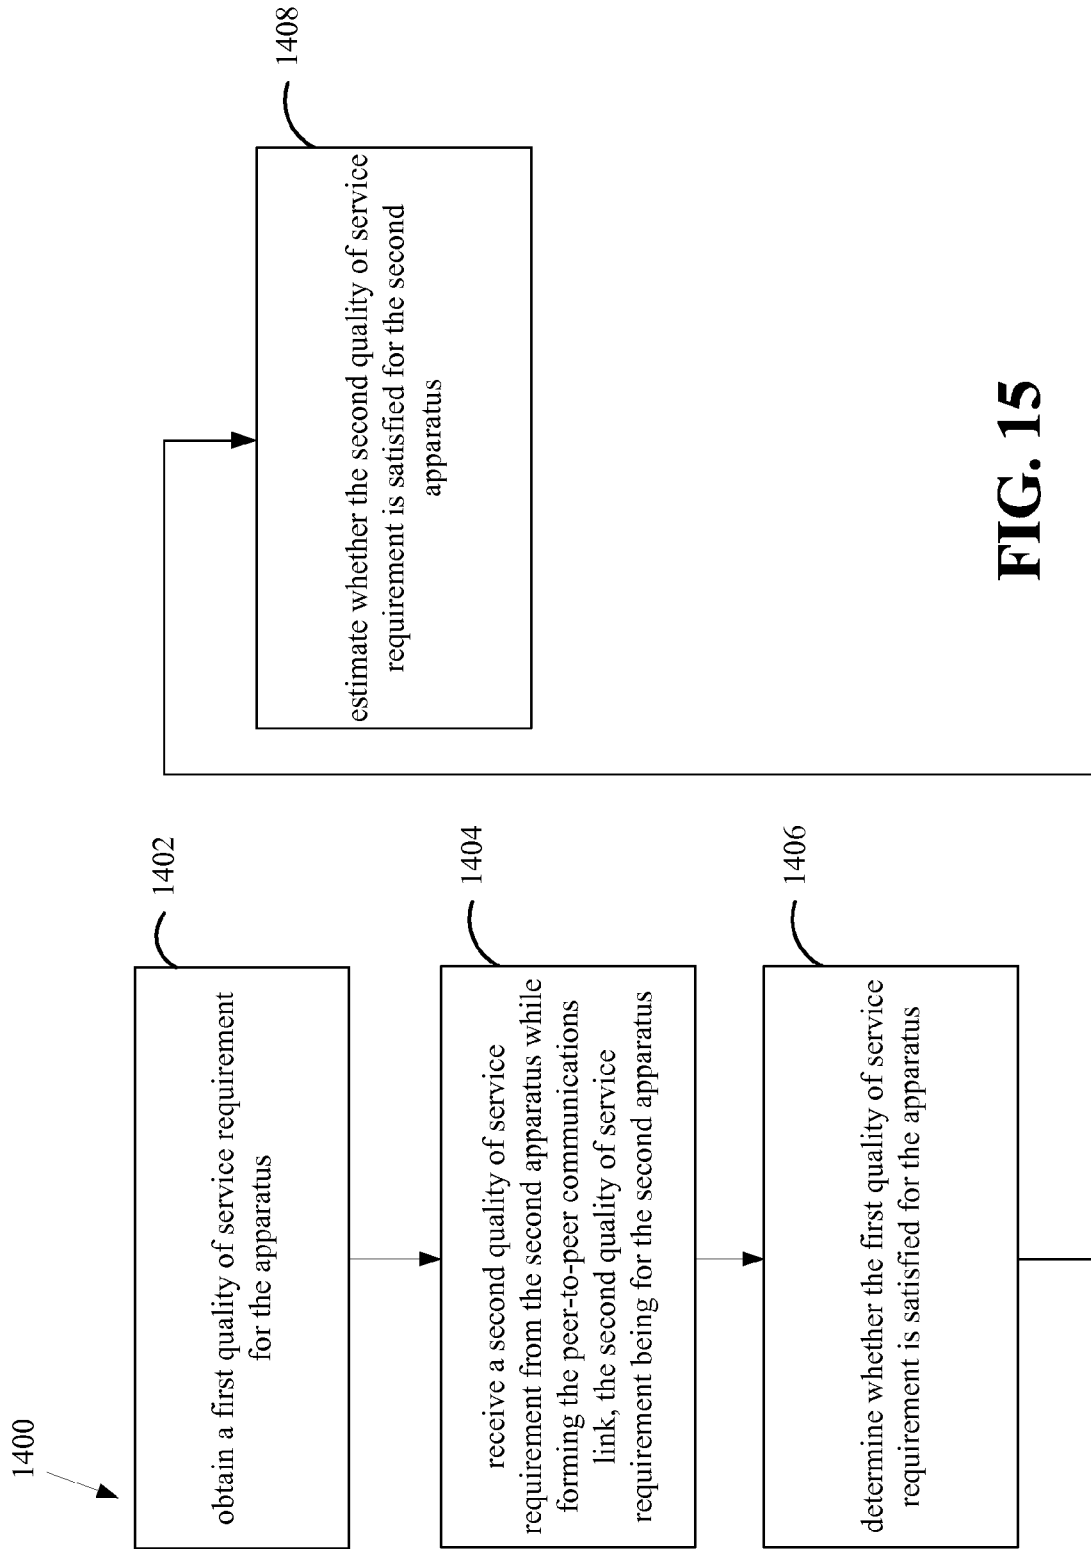 1400
1402
obtain a first quality of service requirement
for the apparatus
1404
receive a second quality of service
requirement from the second apparatus while
forming the peer-to-peer communications
link, the second quality of service
requirement being for the second apparatus
1406
determine whether the first quality of service
requirement is satisfied for the apparatus
1408
estimate whether the second quality of service
requirement is satisfied for the second
apparatus
FIG. 15